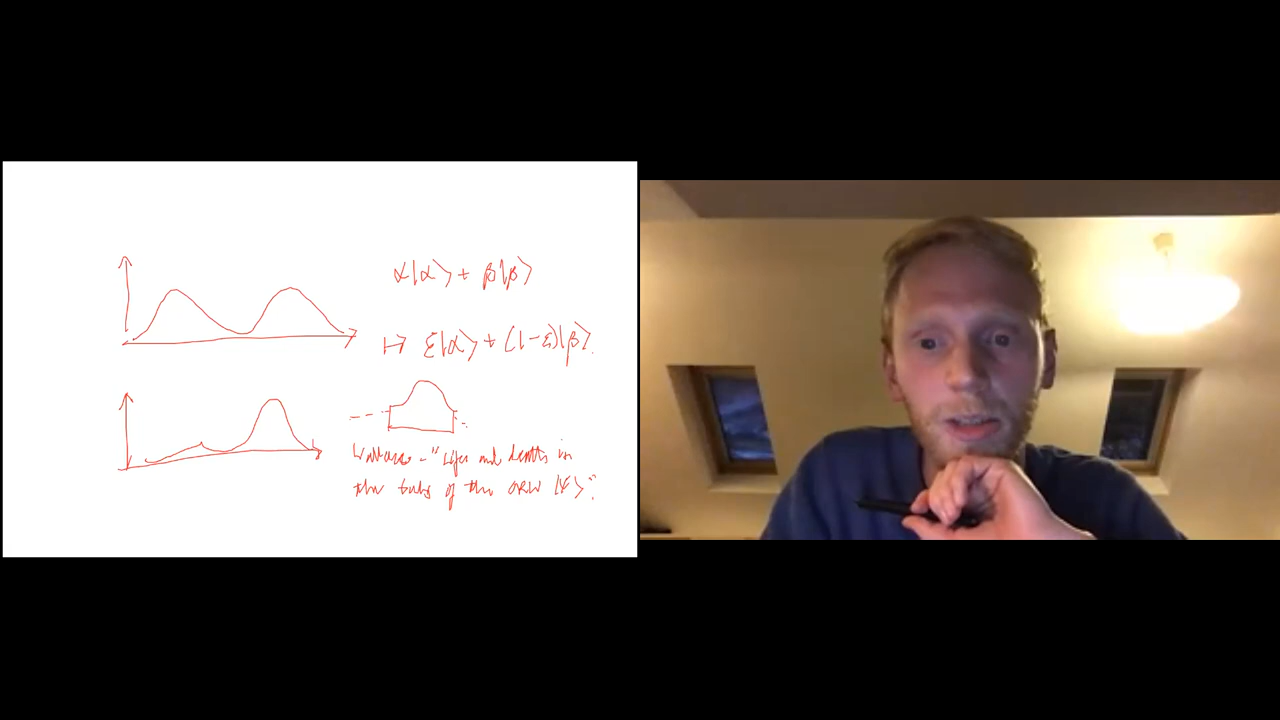 α|α⟩ + β|β⟩
↦ ε|α⟩ + (1-ε)|β⟩.
Wallace - "Life and death in
the tails of the GRW |Ψ⟩".